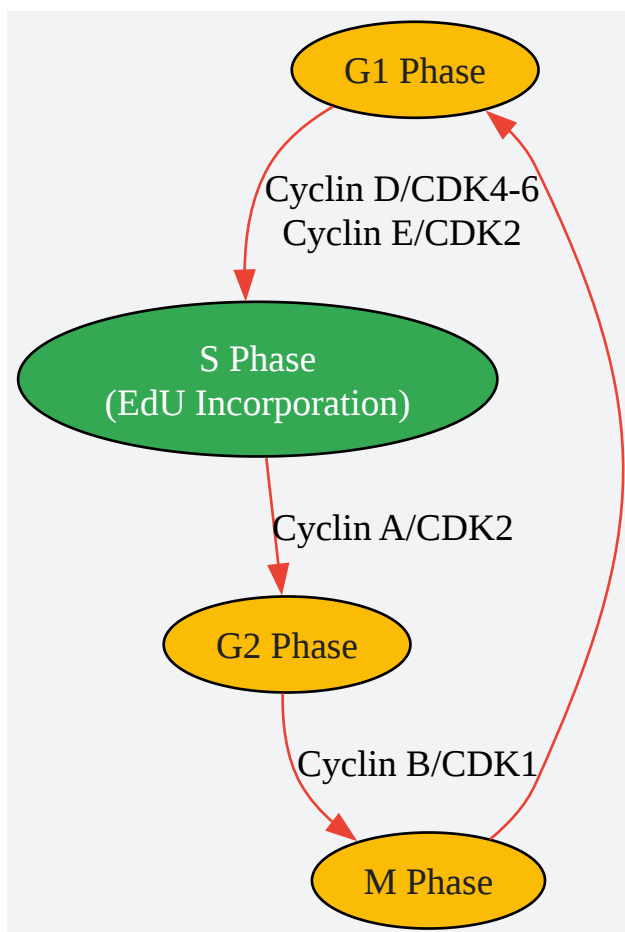 G1 Phase
Cyclin D/CDK4-6
Cyclin E/CDK2
S Phase
(EdU Incorporation)
Cyclin A/CDK2
G2 Phase
Cyclin B/CDK1
M Phase